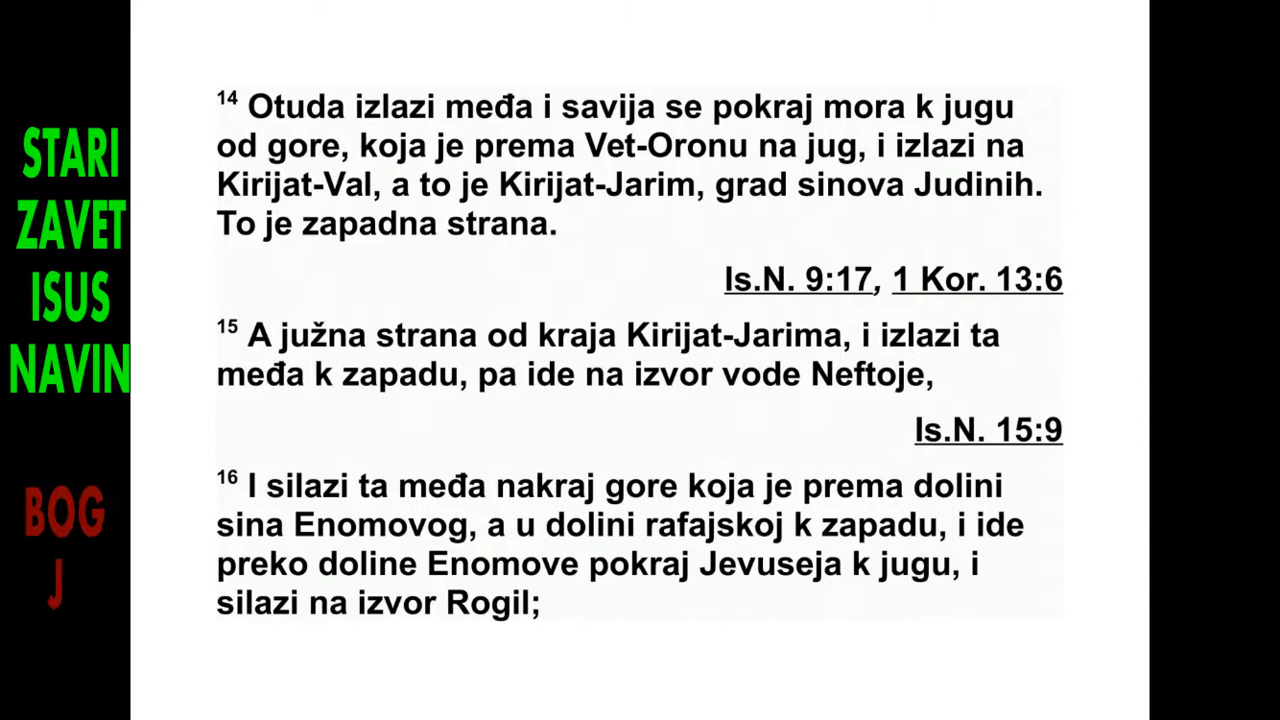 STARI
ZAVET
ISUS
NAVIN
BOG
J
14 Otuda izlazi međa i savija se pokraj mora k jugu
od gore, koja je prema Vet-Oronu na jug, i izlazi na
Kirijat-Val, a to je Kirijat-Jarim, grad sinova Judinih.
To je zapadna strana.
Is.N. 9:17, 1 Kor. 13:6
15 A južna strana od kraja Kirijat-Jarima, i izlazi ta
međa k zapadu, pa ide na izvor vode Neftoje,
Is.N. 15:9
16 I silazi ta međa nakraj gore koja je prema dolini
sina Enomovog, a u dolini rafajskoj k zapadu, i ide
preko doline Enomove pokraj Jevuseja k jugu, i
silazi na izvor Rogil;